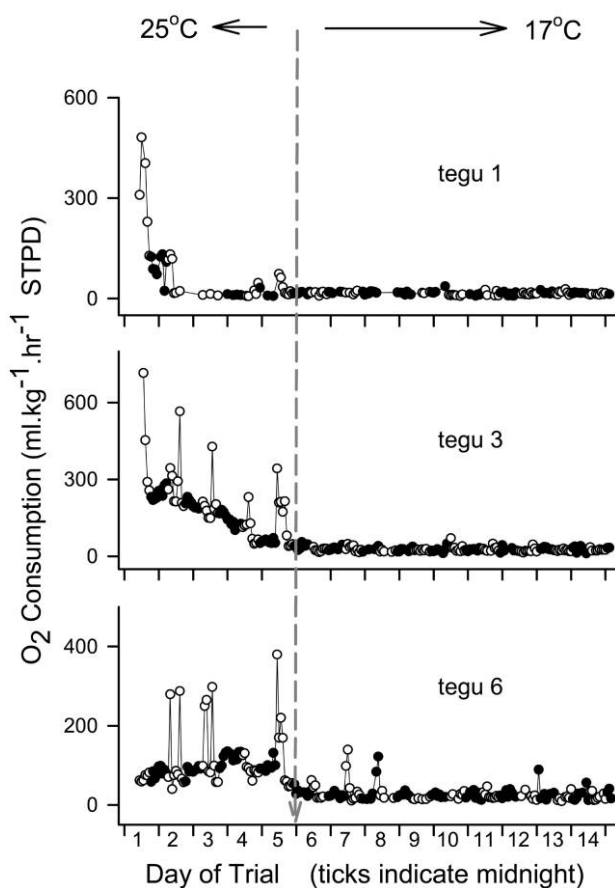 25°C 17°C
600
300
0
tegu 1
600
300
0
tegu 3
400
200
0
tegu 6
O₂ Consumption (ml.kg⁻¹.hr⁻¹ STPD)
1 2 3 4 5 6 7 8 9 10 11 12 13 14
Day of Trial (ticks indicate midnight)